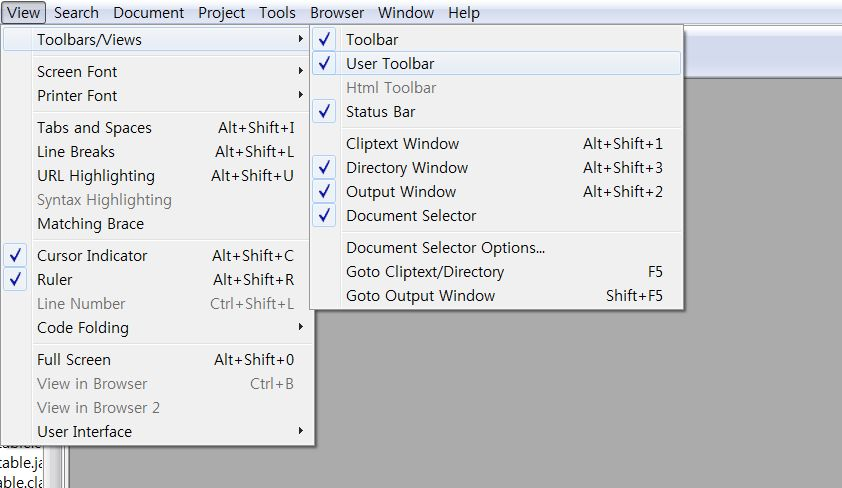 View Search Document Project Tools Browser Window Help
Toolbars/Views
Screen Font
Printer Font
Tabs and Spaces Alt+Shift+I
Line Breaks Alt+Shift+L
URL Highlighting Alt+Shift+U
Syntax Highlighting
Matching Brace
Cursor Indicator Alt+Shift+C
Ruler Alt+Shift+R
Line Number Ctrl+Shift+L
Code Folding
Full Screen Alt+Shift+0
View in Browser Ctrl+B
View in Browser 2
User Interface
Toolbar
User Toolbar
Html Toolbar
Status Bar
Cliptext Window Alt+Shift+1
Directory Window Alt+Shift+3
Output Window Alt+Shift+2
Document Selector
Document Selector Options...
Goto Cliptext/Directory F5
Goto Output Window Shift+F5
table.ja
able.cla